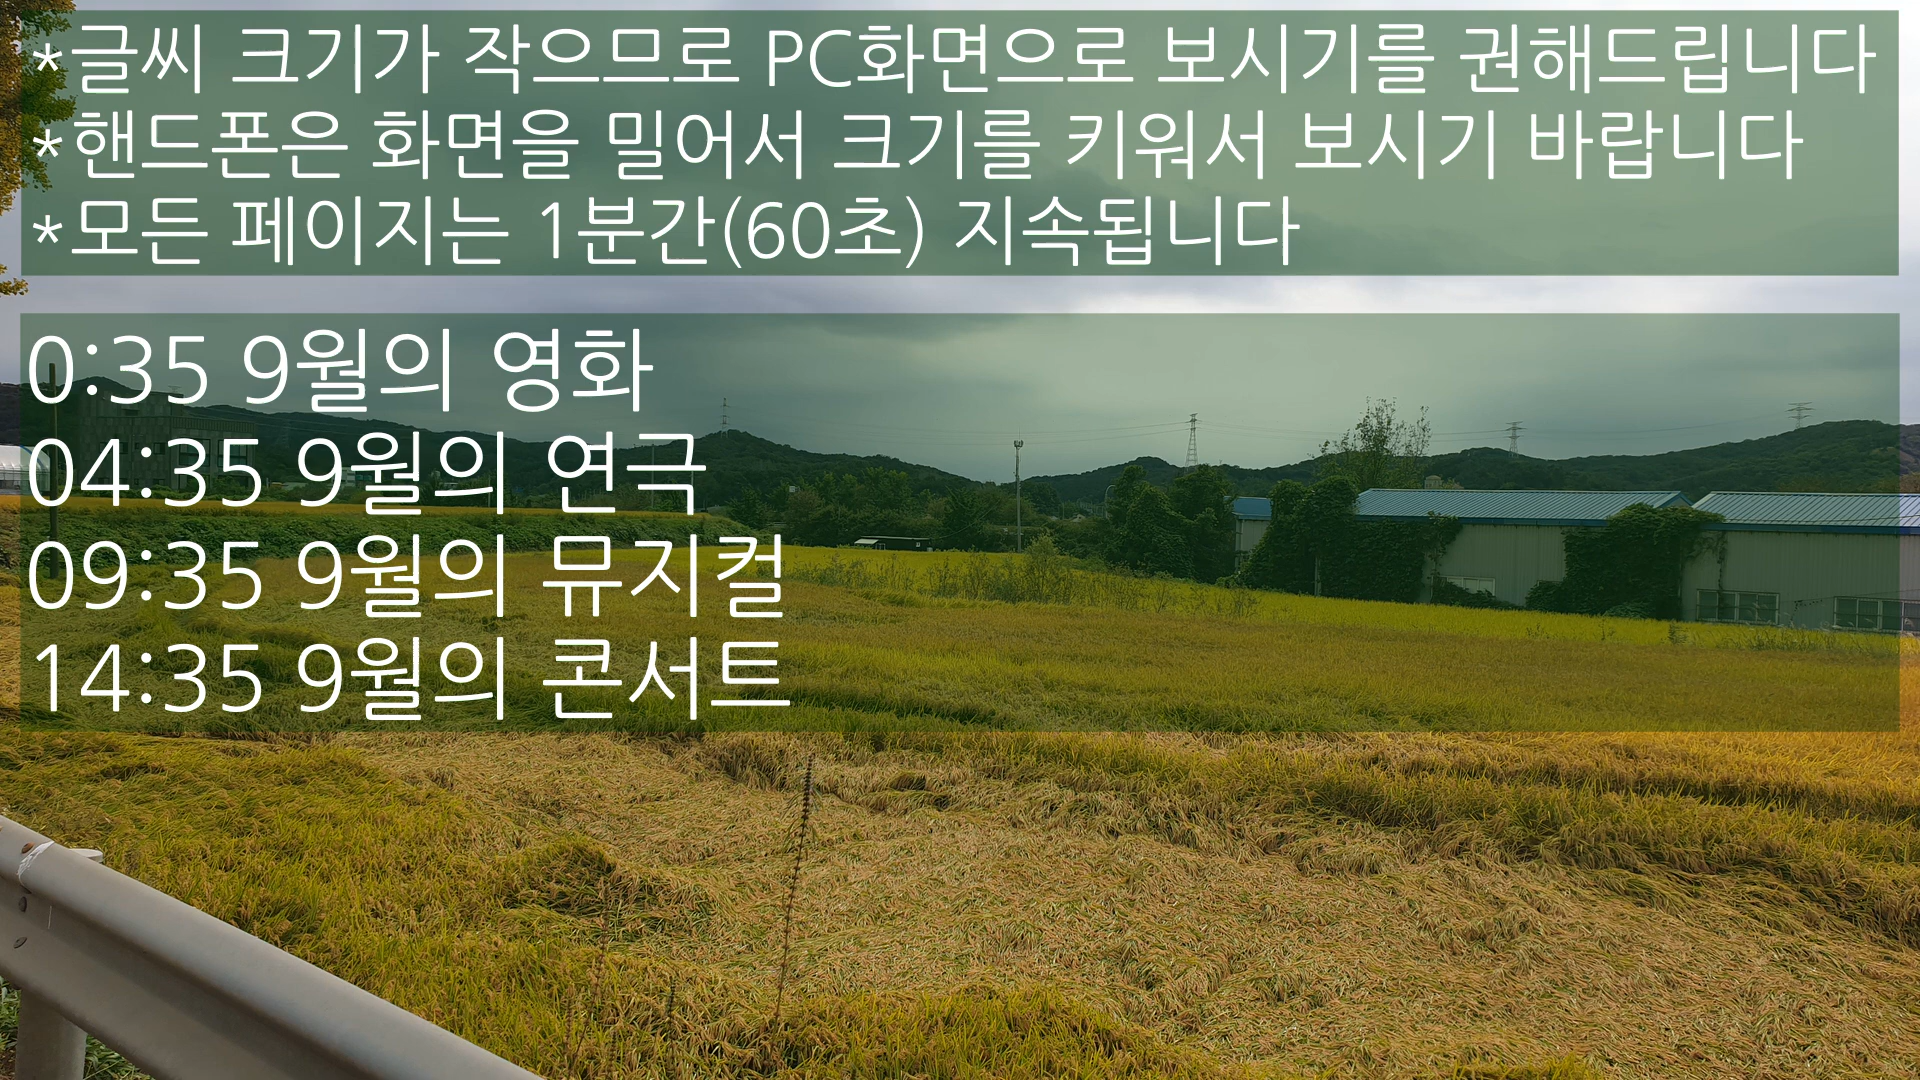 *글씨 크기가 작으므로 PC화면으로 보시기를 권해드립니다
*핸드폰은 화면을 밀어서 크기를 키워서 보시기 바랍니다
*모든 페이지는 1분간(60초) 지속됩니다
0:35 9월의 영화
04:35 9월의 연극
09:35 9월의 뮤지컬
14:35 9월의 콘서트